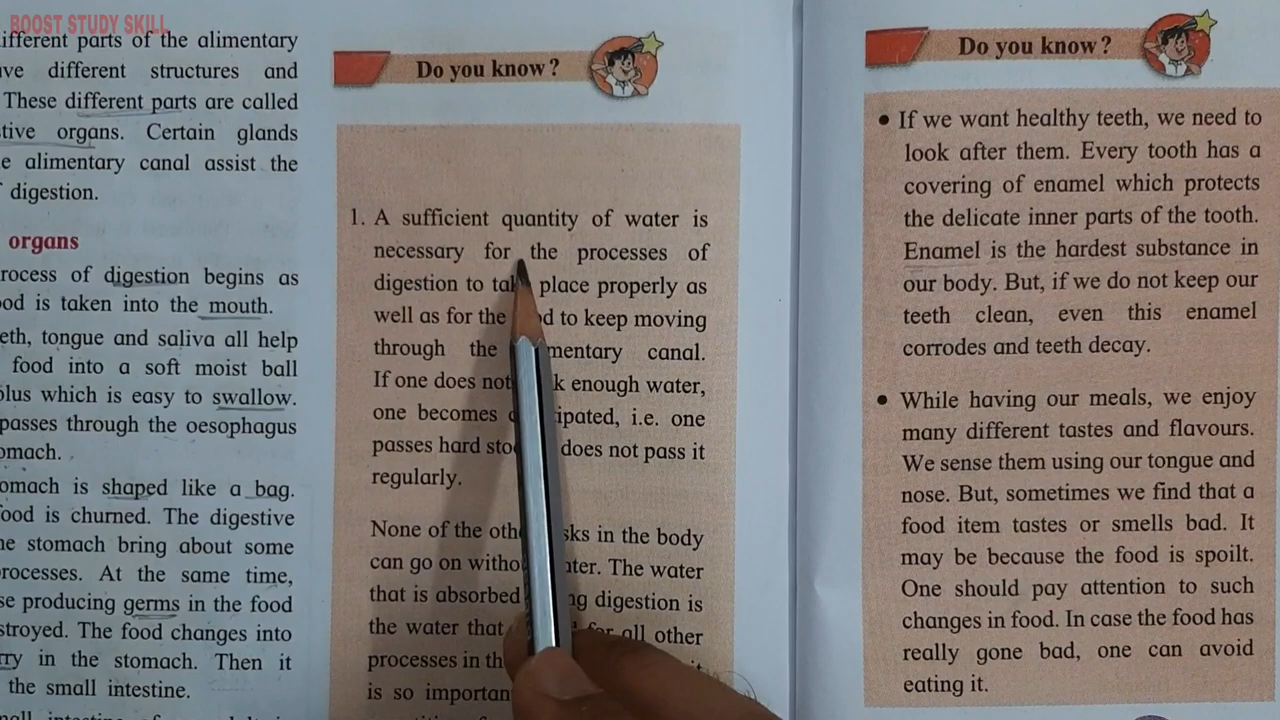 BOOST STUDY SKILL
ifferent parts of the alimentary
ve different structures and
These different parts are called
tive organs. Certain glands
e alimentary canal assist the
digestion.
organs
rocess of digestion begins as
od is taken into the mouth.
eth, tongue and saliva all help
food into a soft moist ball
lus which is easy to swallow.
passes through the oesophagus
omach.
omach is shaped like a bag.
ood is churned. The digestive
he stomach bring about some
rocesses. At the same time,
se producing germs in the food
stroyed. The food changes into
rry in the stomach. Then it
the small intestine.
Do you know?
1. A sufficient quantity of water is
necessary for the processes of
digestion to take place properly as
well as for the od to keep moving
through the mentary canal.
If one does not k enough water,
one becomes ipated, i.e. one
passes hard sto does not pass it
regularly.
None of the oth sks in the body
can go on witho ater. The water
that is absorbed ng digestion is
the water that for all other
processes in th it
is so importan
Do you know?
• If we want healthy teeth, we need to
look after them. Every tooth has a
covering of enamel which protects
the delicate inner parts of the tooth.
Enamel is the hardest substance in
our body. But, if we do not keep our
teeth clean, even this enamel
corrodes and teeth decay.
• While having our meals, we enjoy
many different tastes and flavours.
We sense them using our tongue and
nose. But, sometimes we find that a
food item tastes or smells bad. It
may be because the food is spoilt.
One should pay attention to such
changes in food. In case the food has
really gone bad, one can avoid
eating it.